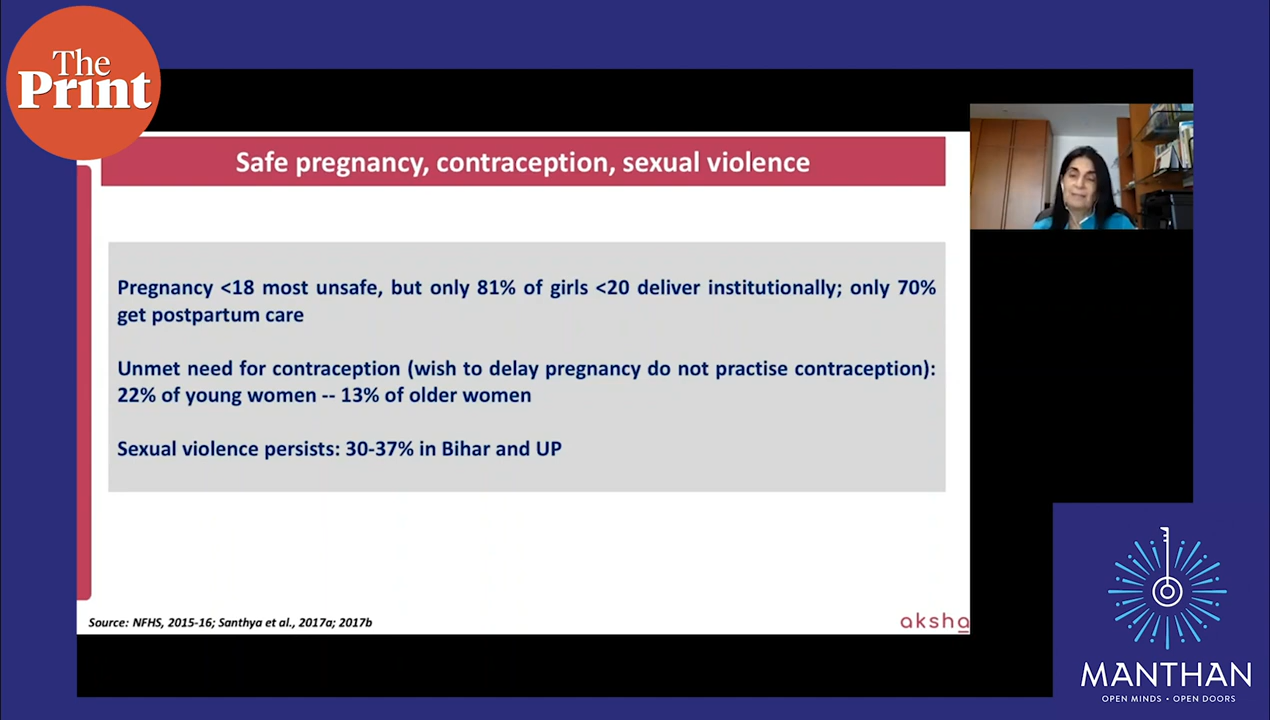 The
Print
Safe pregnancy, contraception, sexual violence
Pregnancy <18 most unsafe, but only 81% of girls <20 deliver institutionally; only 70%
get postpartum care
Unmet need for contraception (wish to delay pregnancy do not practise contraception):
22% of young women -- 13% of older women
Sexual violence persists: 30-37% in Bihar and UP
Source: NFHS, 2015-16; Santhya et al., 2017a; 2017b
aksha
MANTHAN
OPEN MINDS • OPEN DOORS